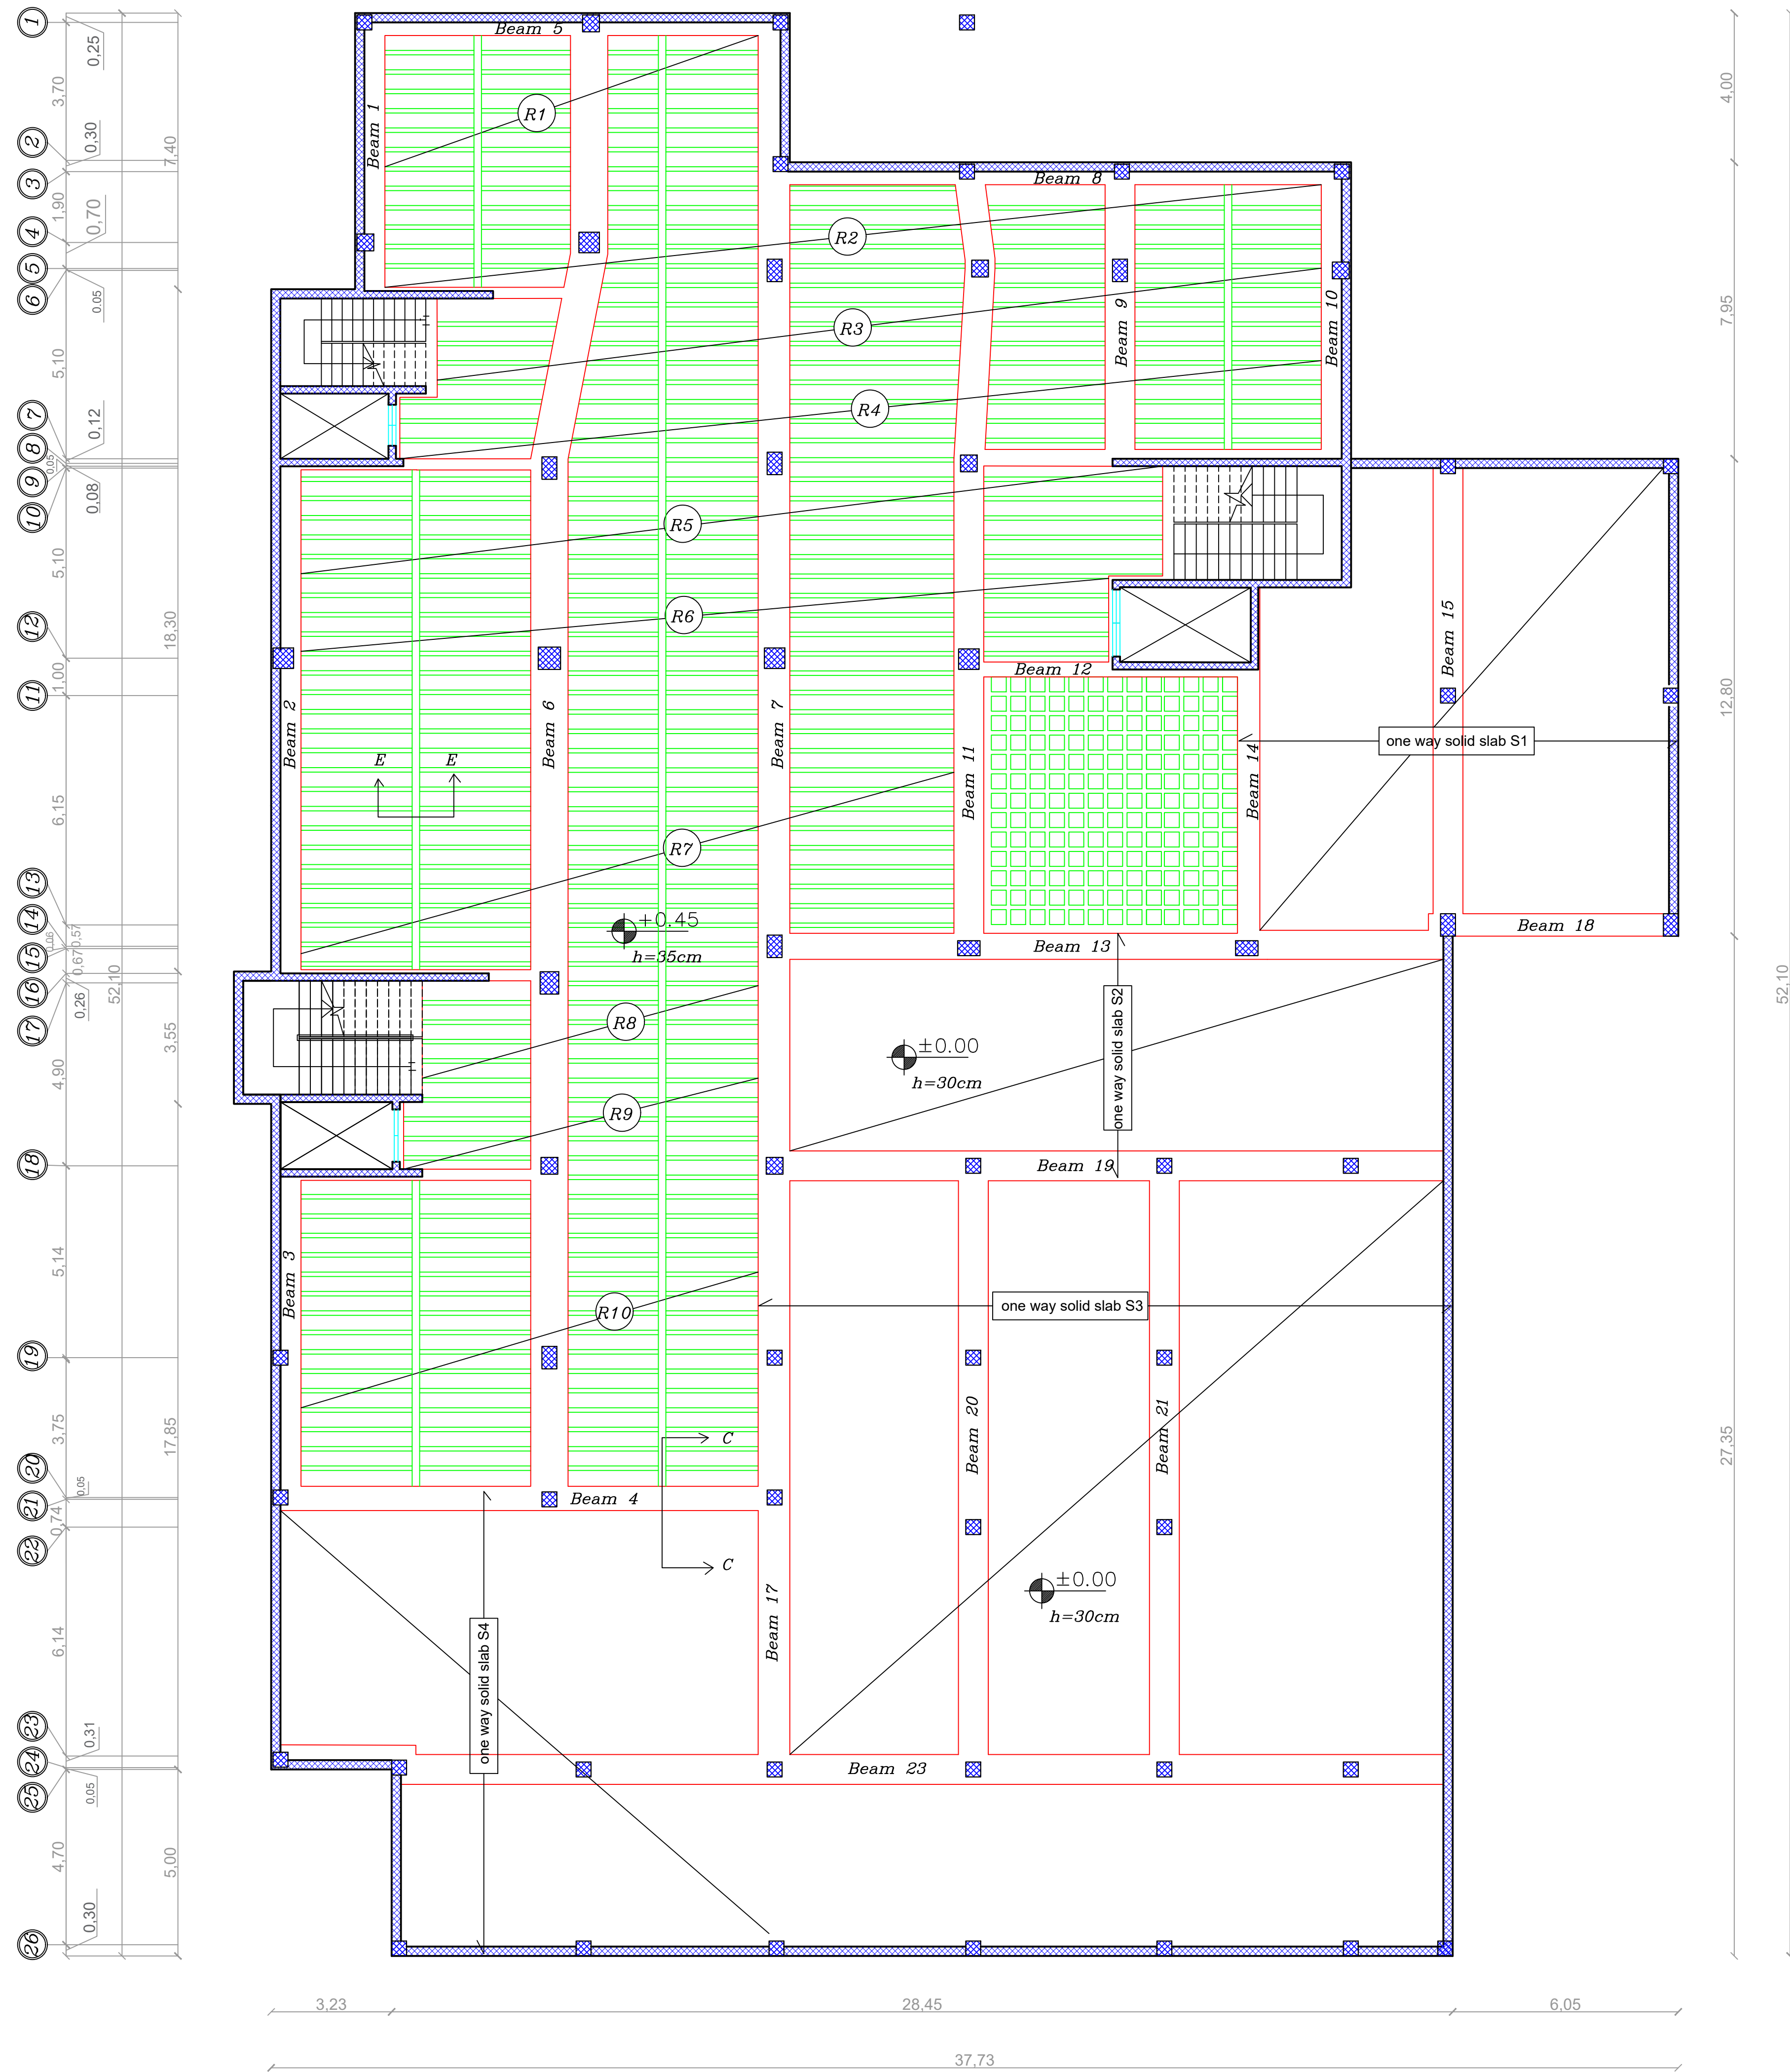 1
0,25
3,70
2
0,30
7,40
3
1,90
0,70
4
5
6
0.05
5,10
7
0,12
8
0,05
9
0,08
10
5,10
12
18,30
1,00
11
6,15
13
14
0,06
0,57
15
0,67
52,10
16
0,26
17
3,55
4,90
18
5,14
19
3,75
17,85
20
0,05
21
0,74
22
6,14
23
0,31
24
25
0,05
4,70
5,00
0,30
26
Beam 5
Beam 1
R1
Beam 8
R2
R3
Beam 9
Beam 10
R4
R5
R6
Beam 15
Beam 12
Beam 2
Beam 6
Beam 7
Beam 11
Beam 14
one way solid slab S1
E
E
R7
±0.45
h=35cm
Beam 13
Beam 18
R8
±0.00
h=30cm
one way solid slab S2
R9
Beam 19
Beam 3
R10
one way solid slab S3
Beam 20
Beam 21
C
Beam 4
C
±0.00
h=30cm
Beam 17
one way solid slab S4
Beam 23
4,00
7,95
12,80
52,10
27,35
3,23
28,45
6,05
37,73